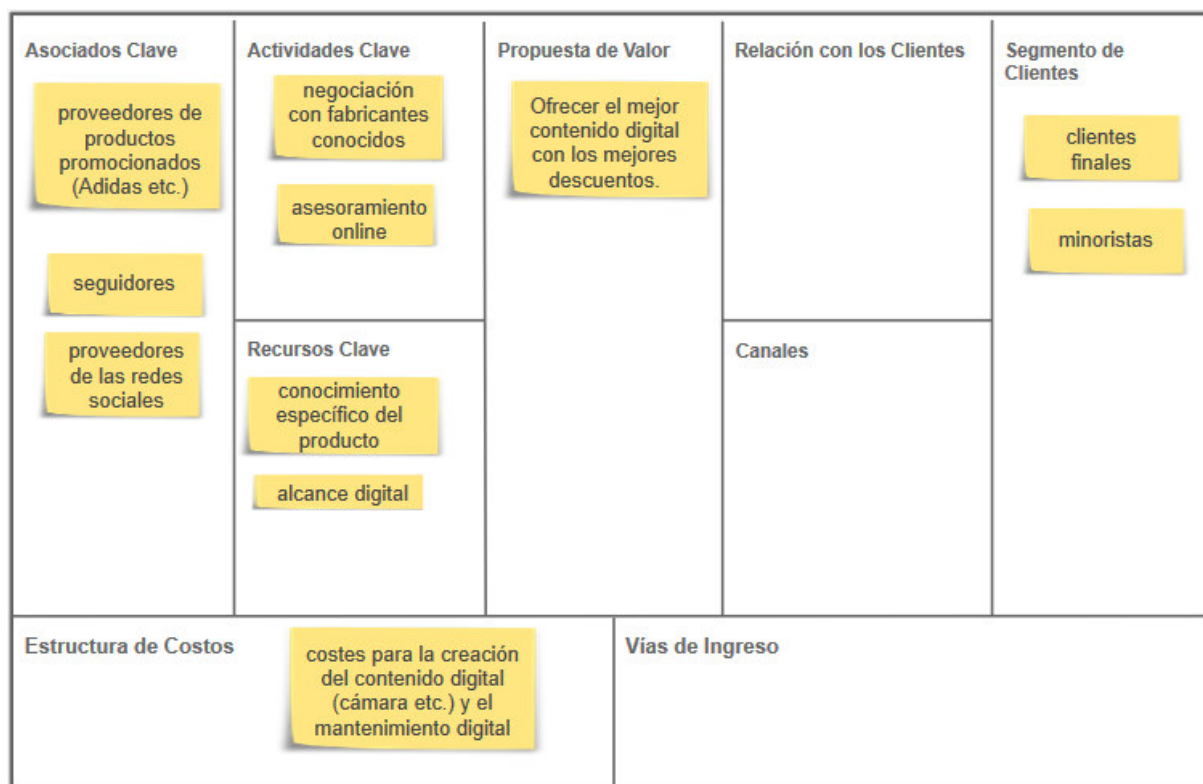 Asociados Clave
proveedores de
productos
promocionados
(Adidas etc.)
seguidores
proveedores
de las redes
sociales
Actividades Clave
negociación
con fabricantes
conocidos
asesoramiento
online
Recursos Clave
conocimiento
específico del
producto
alcance digital
Propuesta de Valor
Ofrecer el mejor
contenido digital
con los mejores
descuentos.
Relación con los Clientes
Canales
Segmento de
Clientes
clientes
finales
minoristas
Estructura de Costos
costes para la creación
del contenido digital
(cámara etc.) y el
mantenimiento digital
Vías de Ingreso